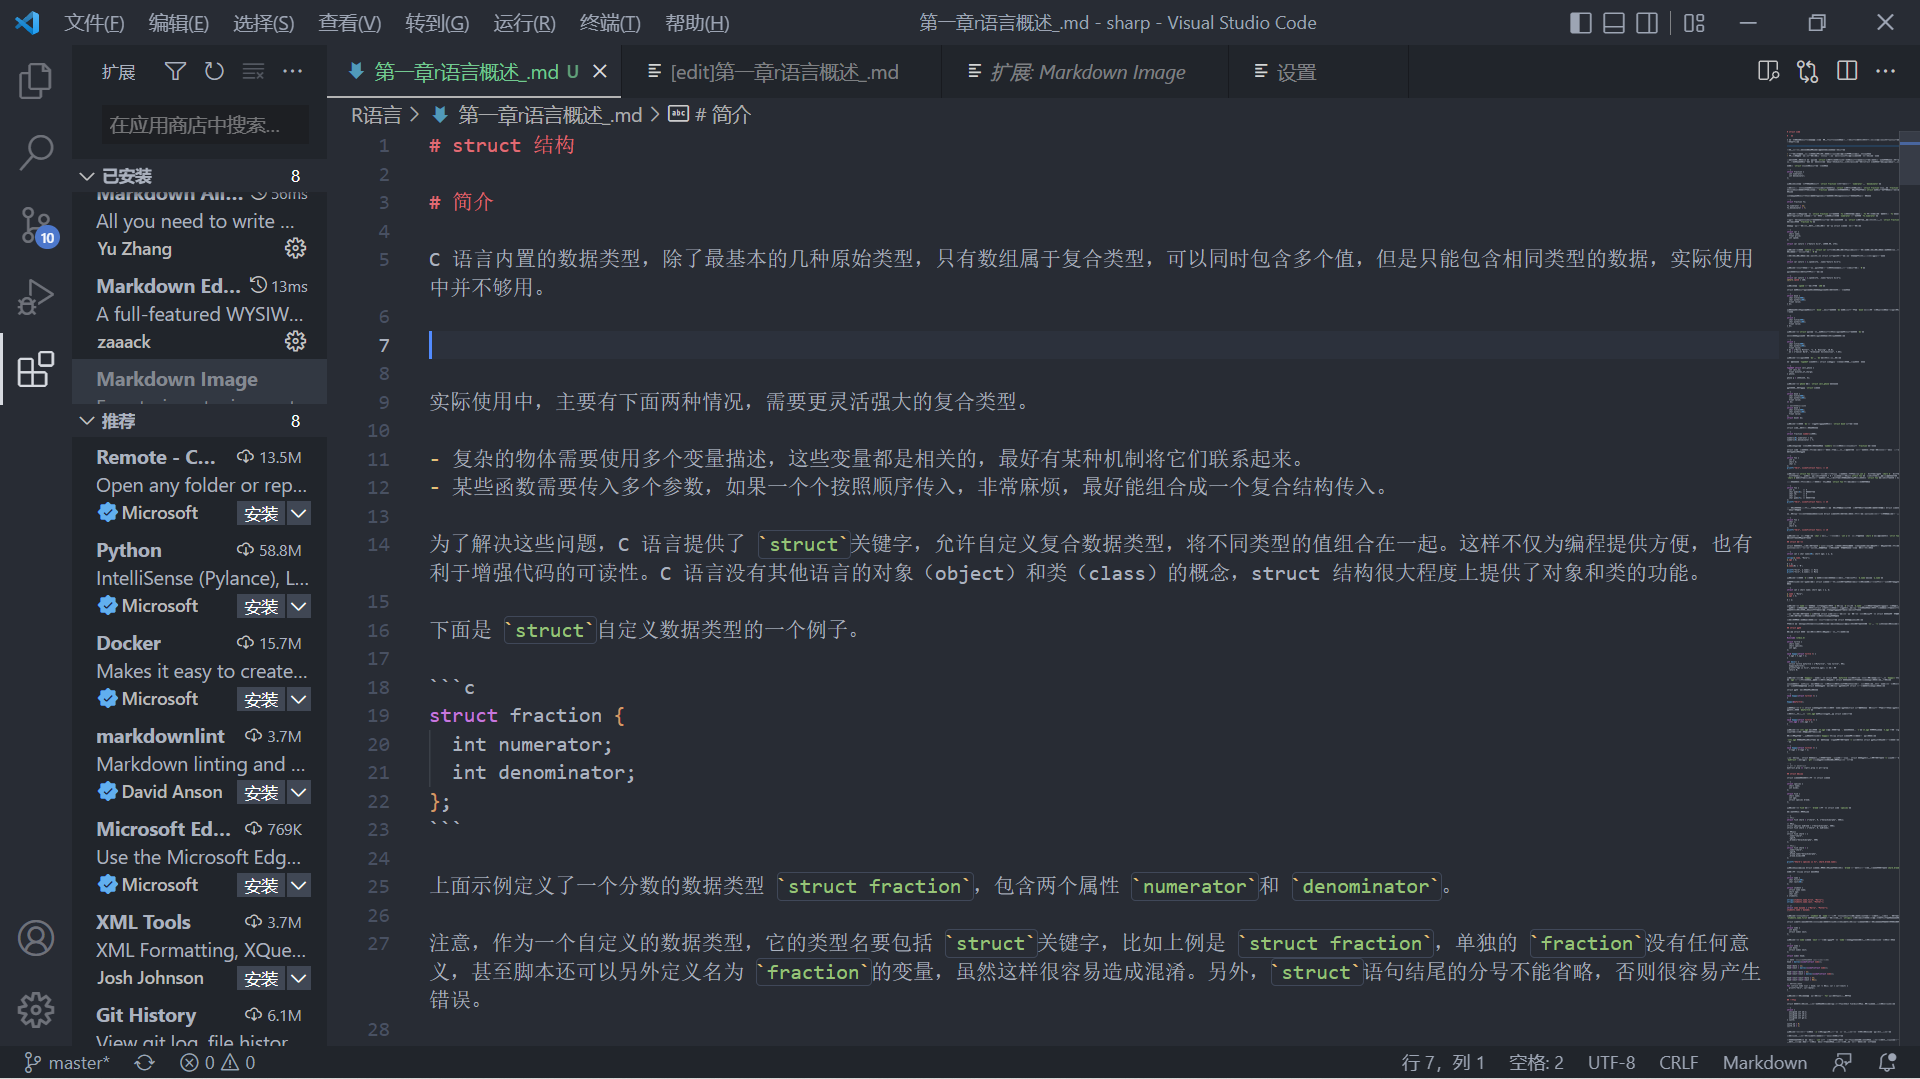 文件(F) 编辑(E) 选择(S) 查看(V) 转到(G) 运行(R) 终端(T) 帮助(H)
第一章r语言概述_.md - sharp - Visual Studio Code
扩展
第一章r语言概述_.md U
[edit]第一章r语言概述_.md
扩展: Markdown Image
设置
在应用商店中搜索...
R语言 > 第一章r语言概述_.md > # 简介
10
已安装 8
Markdown All... 56ms
All you need to write ...
Yu Zhang
Markdown Ed... 13ms
A full-featured WYSIW...
zaaack
Markdown Image
推荐 8
Remote - C... 13.5M
Open any folder or rep...
Microsoft 安装
Python 58.8M
IntelliSense (Pylance), L...
Microsoft 安装
Docker 15.7M
Makes it easy to create...
Microsoft 安装
markdownlint 3.7M
Markdown linting and ...
David Anson 安装
Microsoft Ed... 769K
Use the Microsoft Edg...
Microsoft 安装
XML Tools 3.7M
XML Formatting, XQue...
Josh Johnson 安装
Git History 6.1M
View git log, file histor
1 # struct 结构
2
3 # 简介
4
5 C 语言内置的数据类型，除了最基本的几种原始类型，只有数组属于复合类型，可以同时包含多个值，但是只能包含相同类型的数据，实际使用
中并不够用。
6
7
8
9 实际使用中，主要有下面两种情况，需要更灵活强大的复合类型。
10
11 - 复杂的物体需要使用多个变量描述，这些变量都是相关的，最好有某种机制将它们联系起来。
12 - 某些函数需要传入多个参数，如果一个个按照顺序传入，非常麻烦，最好能组合成一个复合结构传入。
13
14 为了解决这些问题，C 语言提供了 `struct`关键字，允许自定义复合数据类型，将不同类型的值组合在一起。这样不仅为编程提供方便，也有
利于增强代码的可读性。C 语言没有其他语言的对象（object）和类（class）的概念，struct 结构很大程度上提供了对象和类的功能。
15
16 下面是 `struct`自定义数据类型的一个例子。
17
18 ```c
19 struct fraction {
20 int numerator;
21 int denominator;
22 };
23 ```
24
25 上面示例定义了一个分数的数据类型 `struct fraction`，包含两个属性 `numerator`和 `denominator`。
26
27 注意，作为一个自定义的数据类型，它的类型名要包括 `struct`关键字，比如上例是 `struct fraction`，单独的 `fraction`没有任何意
义，甚至脚本还可以另外定义名为 `fraction`的变量，虽然这样很容易造成混淆。另外，`struct`语句结尾的分号不能省略，否则很容易产生
错误。
28
master* 0 0
行 7，列 1 空格: 2 UTF-8 CRLF Markdown